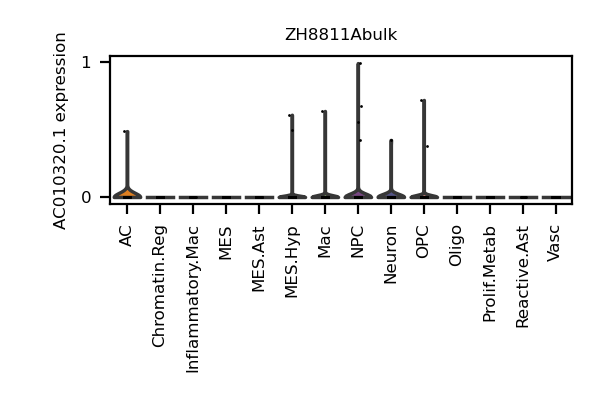 ZH8811Abulk
AC010320.1 expression
1
0
AC
Chromatin.Reg
Inflammatory.Mac
MES
MES.Ast
MES.Hyp
Mac
NPC
Neuron
OPC
Oligo
Prolif.Metab
Reactive.Ast
Vasc